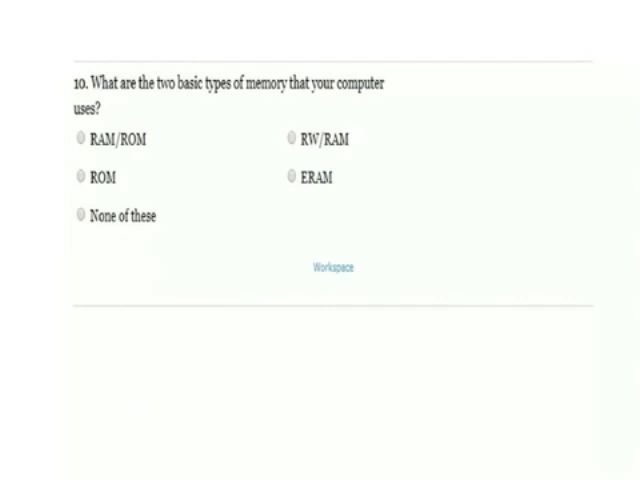 10. What are the two basic types of memory that your computer
uses?
RAM/ROM
RW/RAM
ROM
ERAM
None of these
Workspace